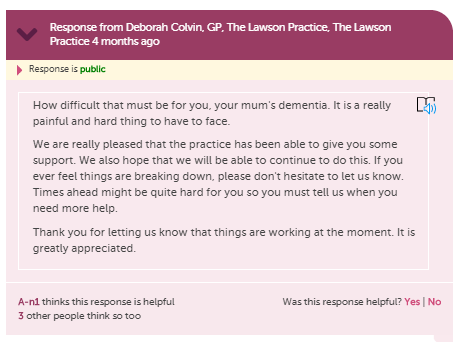 Response from Deborah Colvin, GP, The Lawson Practice, The Lawson
Practice 4 months ago
Response is public
How difficult that must be for you, your mum's dementia. It is a really
painful and hard thing to have to face.
We are really pleased that the practice has been able to give you some
support. We also hope that we will be able to continue to do this. If you
ever feel things are breaking down, please don't hesitate to let us know.
Times ahead might be quite hard for you so you must tell us when you
need more help.
Thank you for letting us know that things are working at the moment. It is
greatly appreciated.
A-n1 thinks this response is helpful
3 other people think so too
Was this response helpful? Yes | No